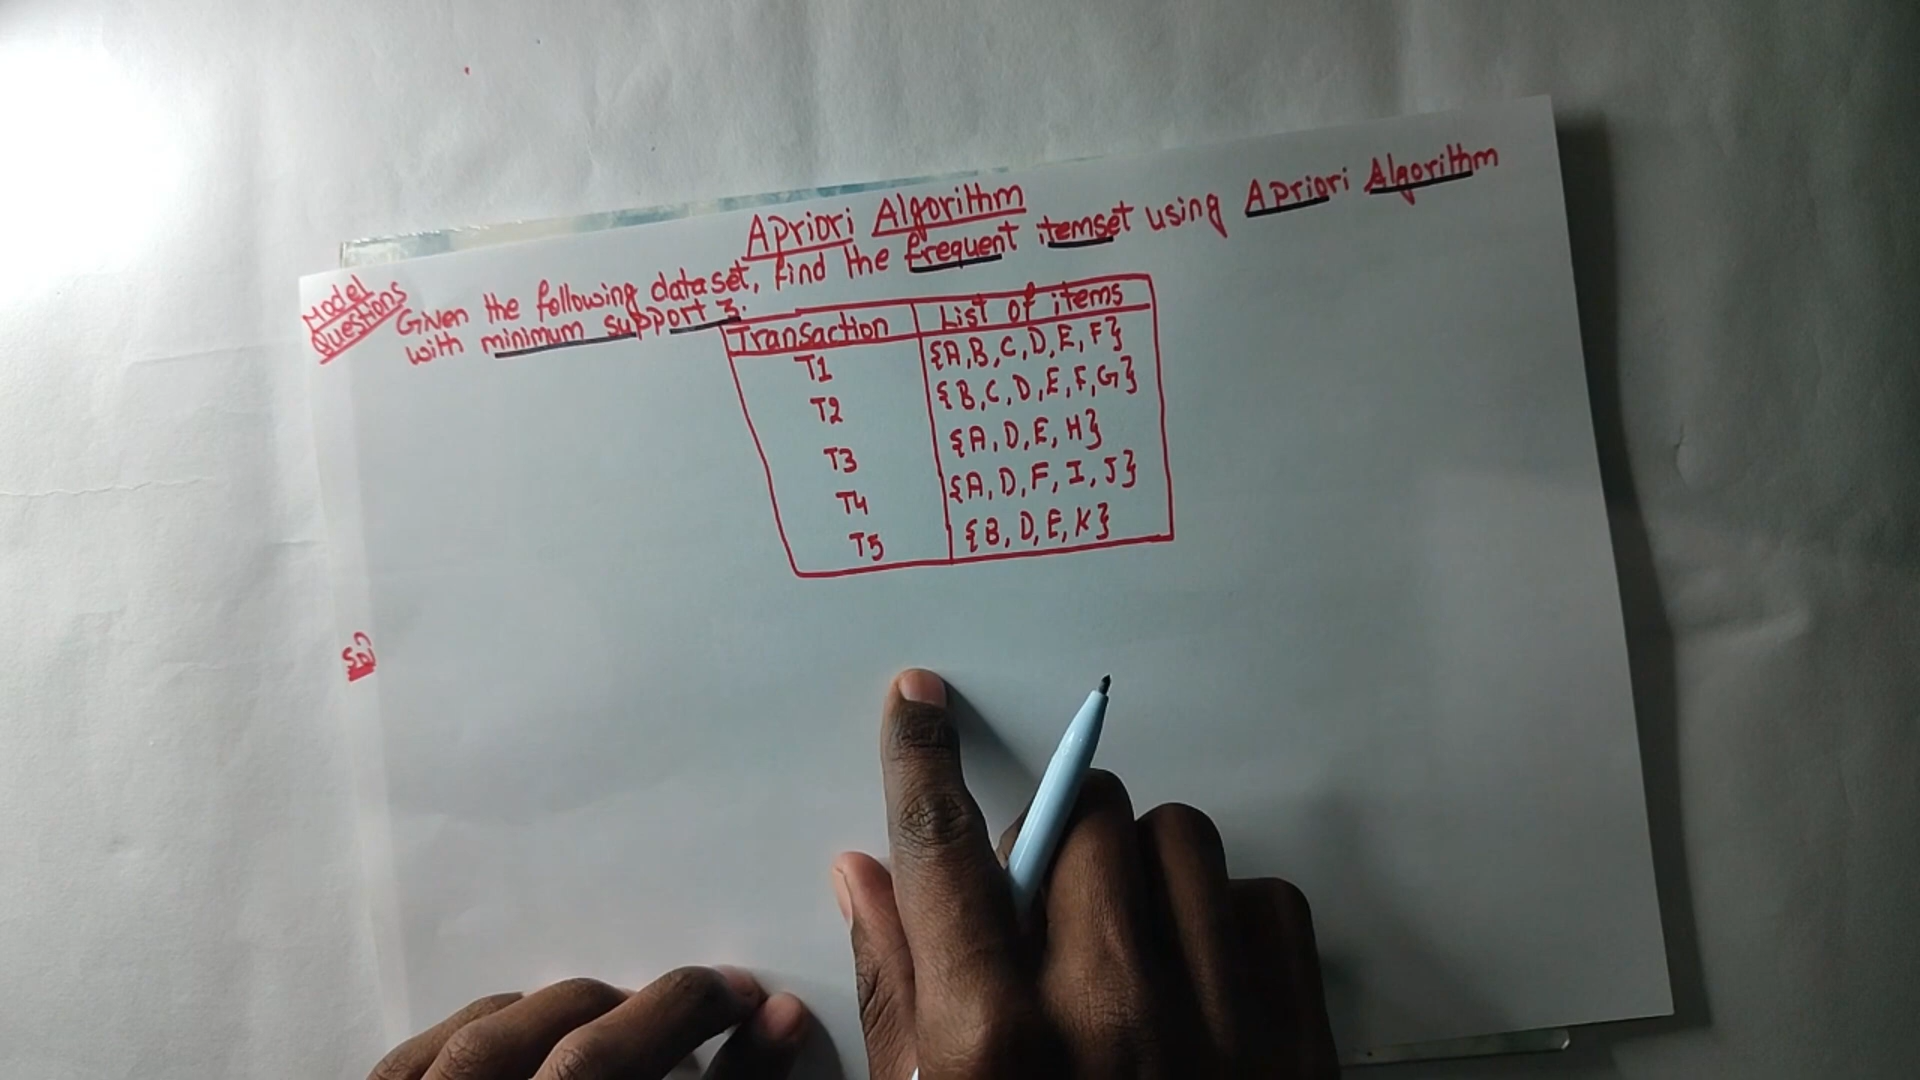 Apriori Algorithm
Model
Questions
Given the following dataset, find the frequent itemset using Apriori Algorithm
with minimum support 3.
Transaction List of items
T1 {A,B,C,D,E,F}
T2 {B,C,D,E,F,G}
T3 {A,D,E,H}
T4 {A,D,F,I,J}
T5 {B,D,E,K}